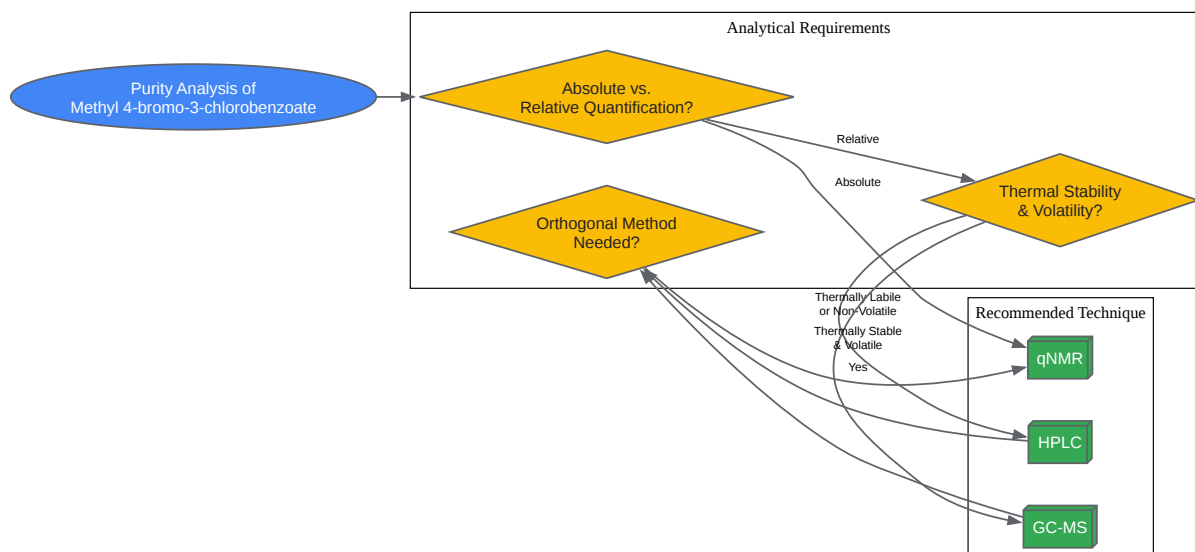 Analytical Requirements
Purity Analysis of
Methyl 4-bromo-3-chlorobenzoate
Absolute vs.
Relative Quantification?
Relative
Absolute
Thermal Stability
& Volatility?
Orthogonal Method
Needed?
Thermally Labile
or Non-Volatile
Thermally Stable
& Volatile
Yes
Recommended Technique
qNMR
HPLC
GC-MS